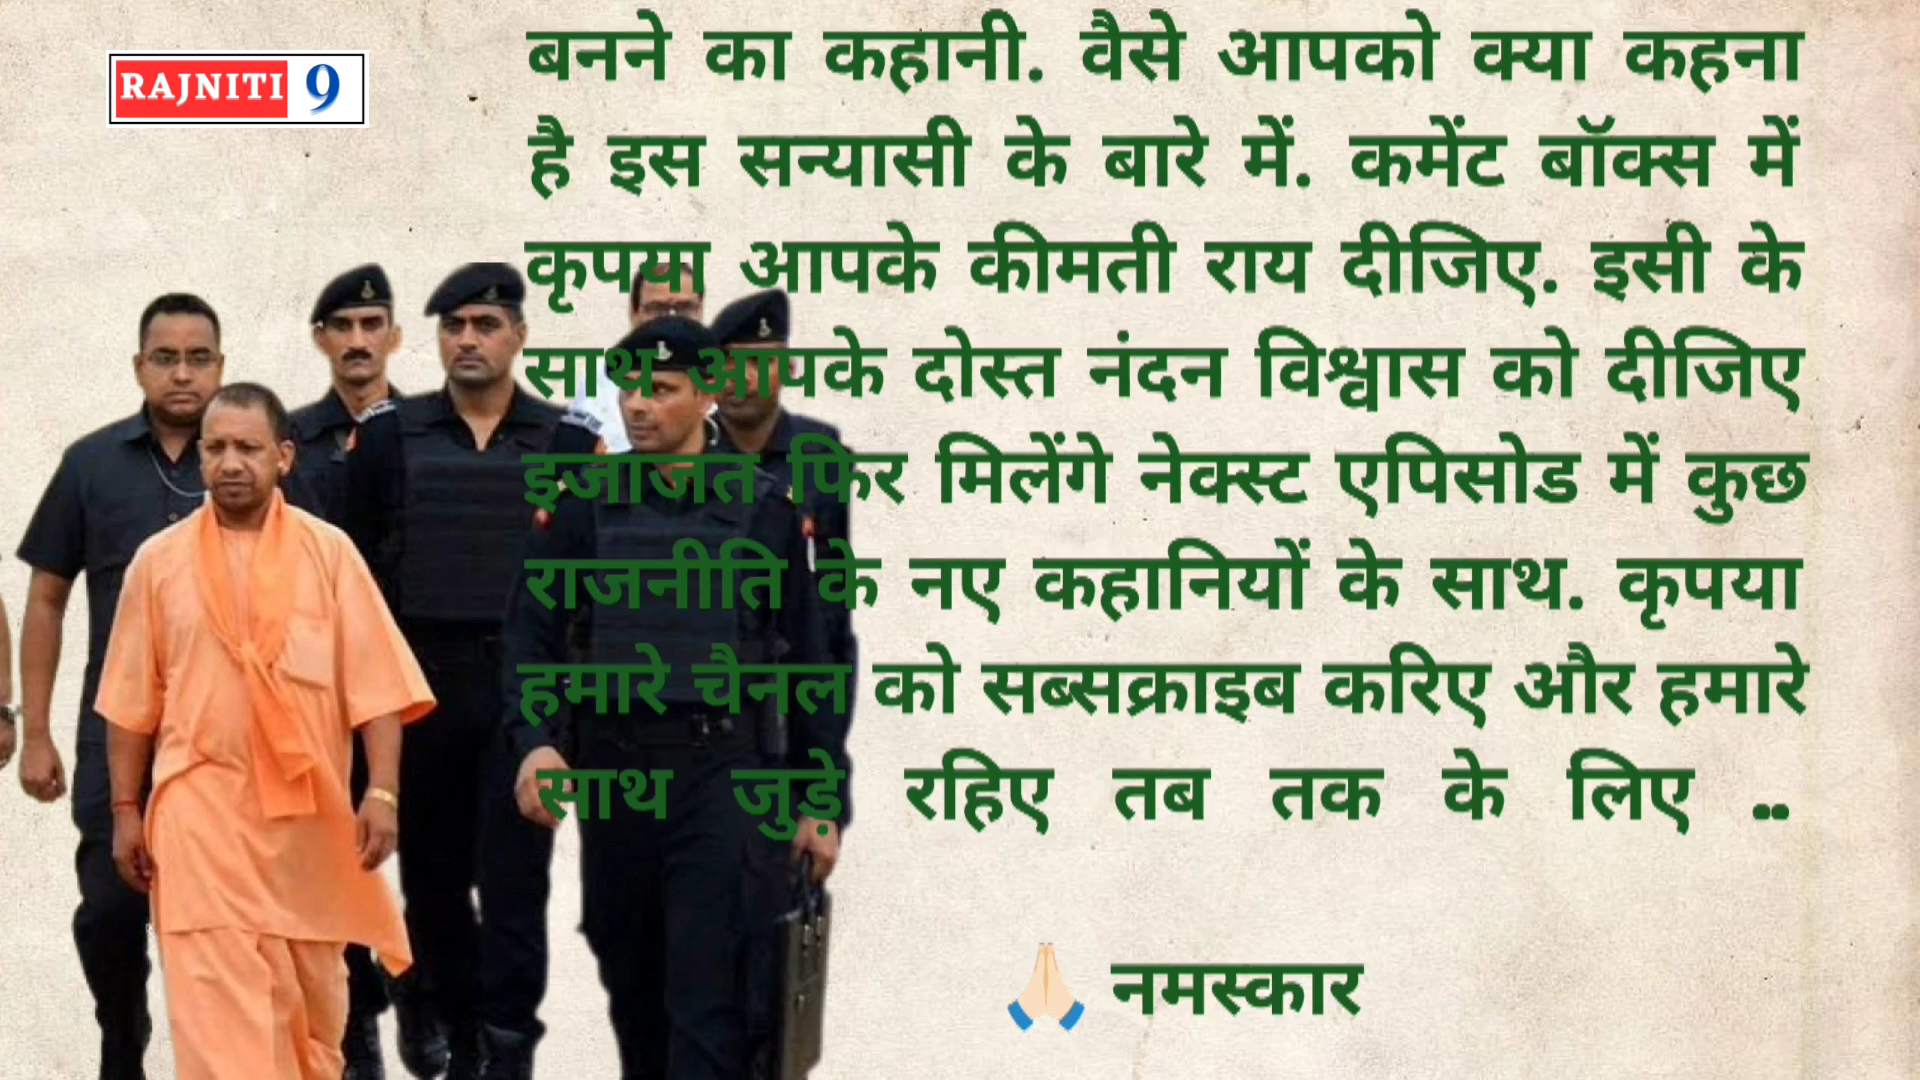 RAJNITI 9
बनने का कहानी. वैसे आपको क्या कहना
है इस सन्यासी के बारे में. कमेंट बॉक्स में
कृपया आपके कीमती राय दीजिए. इसी के
साथ आपके दोस्त नंदन विश्वास को दीजिए
इजाजत फिर मिलेंगे नेक्स्ट एपिसोड में कुछ
राजनीति के नए कहानियों के साथ. कृपया
हमारे चैनल को सब्सक्राइब करिए और हमारे
साथ जुड़े रहिए तब तक के लिए ..
🙏🏻 नमस्कार